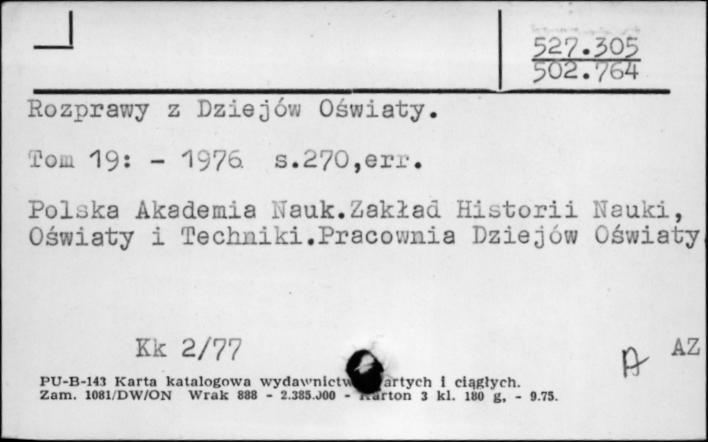 527.305
502.764
Rozprawy z Dziejów Oświaty.
Tom 19: - 1976 s.270,err.
Polska Akademia Nauk.Zakład Historii Nauki,
Oświaty i Techniki.Pracownia Dziejów Oświaty.
Kk 2/77
AZ
PU-B-143 Karta katalogowa wydawnictw artych i ciągłych.
Zam. 1081/DW/ON Wrak 888 - 2.385.000 - Karton 3 kl. 180 g, - 9.75.